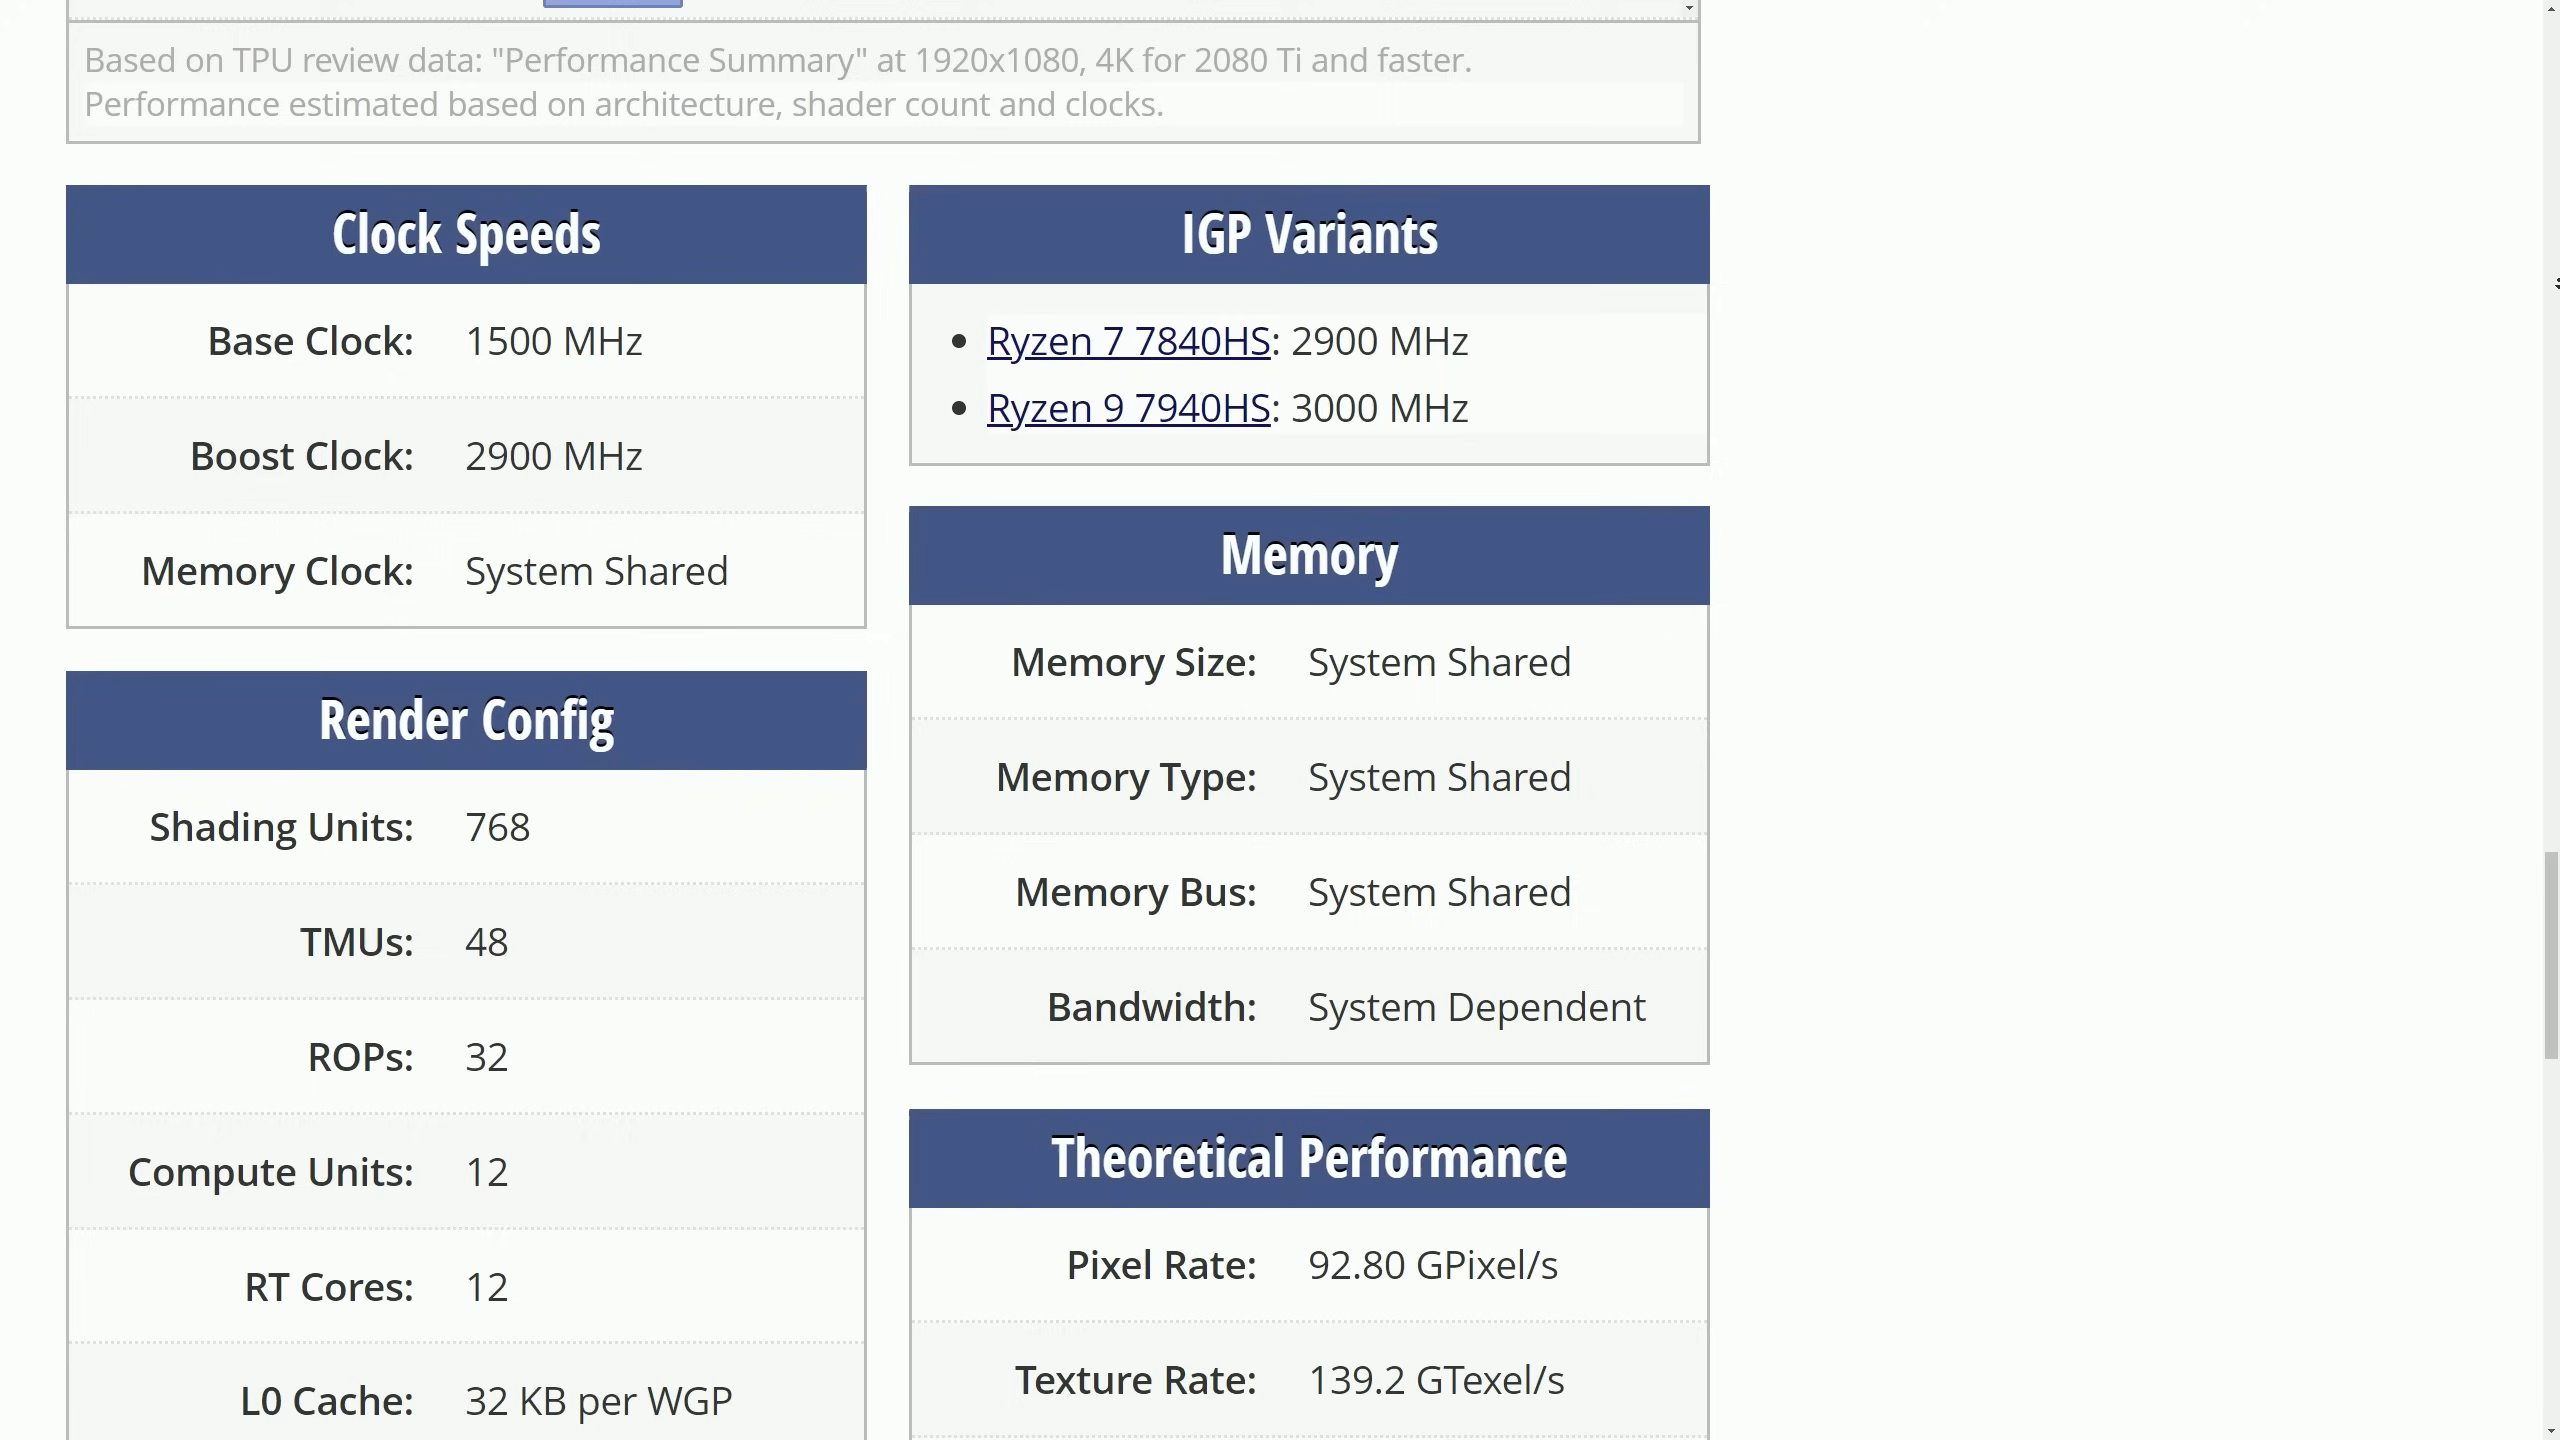 Based on TPU review data: "Performance Summary" at 1920x1080, 4K for 2080 Ti and faster.
Performance estimated based on architecture, shader count and clocks.
Clock Speeds
Base Clock: 1500 MHz
Boost Clock: 2900 MHz
Memory Clock: System Shared
Render Config
Shading Units: 768
TMUs: 48
ROPs: 32
Compute Units: 12
RT Cores: 12
L0 Cache: 32 KB per WGP
IGP Variants
Ryzen 7 7840HS: 2900 MHz
Ryzen 9 7940HS: 3000 MHz
Memory
Memory Size: System Shared
Memory Type: System Shared
Memory Bus: System Shared
Bandwidth: System Dependent
Theoretical Performance
Pixel Rate: 92.80 GPixel/s
Texture Rate: 139.2 GTexel/s